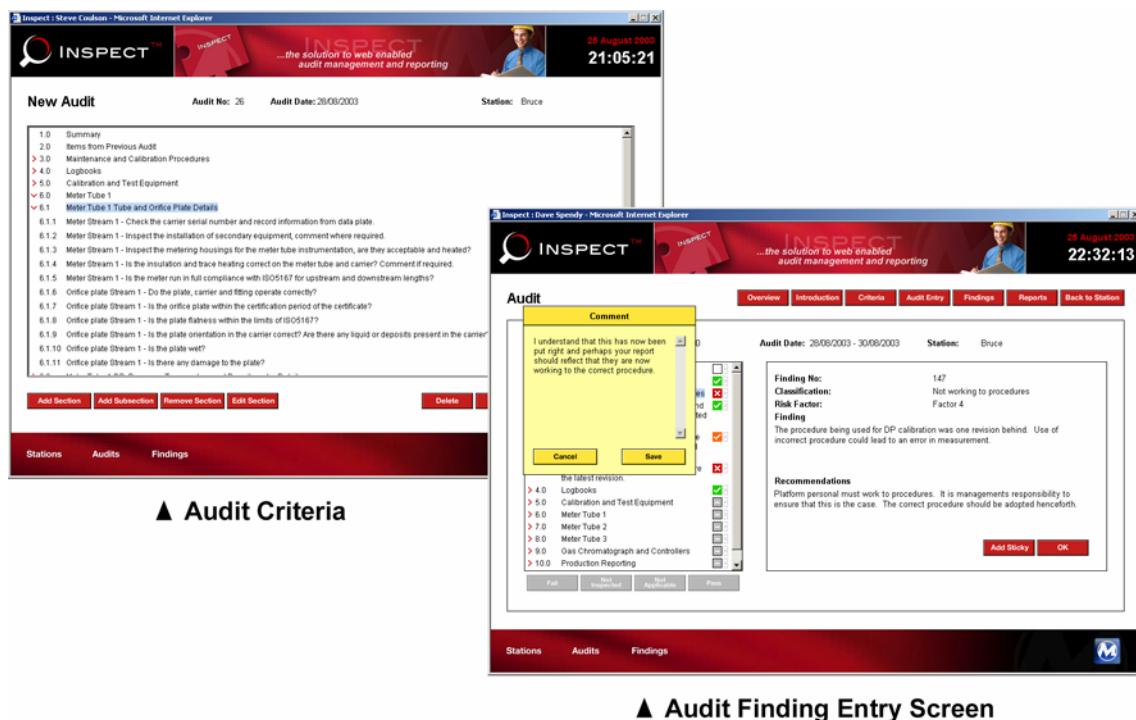 Inspect : Steve Coulson - Microsoft Internet Explorer
INSPECT™
INSPECT
INSPECT
...the solution to web enabled
audit management and reporting
25 August 2003
21:05:21
New Audit
Audit No: 26 Audit Date: 28/08/2003 Station: Bruce
1.0 Summary
2.0 Items from Previous Audit
3.0 Maintenance and Calibration Procedures
4.0 Logbooks
5.0 Calibration and Test Equipment
6.0 Meter Tube 1
6.1 Meter Tube 1 Tube and Orifice Plate Details
6.1.1 Meter Stream 1 - Check the carrier serial number and record information from data plate.
6.1.2 Meter Stream 1 - Inspect the installation of secondary equipment, comment where required.
6.1.3 Meter Stream 1 - Inspect the metering housings for the meter tube instrumentation, are they acceptable and heated?
6.1.4 Meter Stream 1 - Is the insulation and trace heating correct on the meter tube and carrier? Comment if required.
6.1.5 Meter Stream 1 - Is the meter run in full compliance with ISO5167 for upstream and downstream lengths?
6.1.6 Orifice plate Stream 1 - Do the plate, carrier and fitting operate correctly?
6.1.7 Orifice plate Stream 1 - Is the orifice plate within the certification period of the certificate?
6.1.8 Orifice plate Stream 1 - Is the plate flatness within the limits of ISO5167?
6.1.9 Orifice plate Stream 1 - Is the plate orientation in the carrier correct? Are there any liquid or deposits present in the carrier?
6.1.10 Orifice plate Stream 1 - Is the plate wet?
6.1.11 Orifice plate Stream 1 - Is there any damage to the plate?
Add Section Add Subsection Remove Section Edit Section Delete
Stations Audits Findings
▲ Audit Criteria
Inspect : Dave Spendy - Microsoft Internet Explorer
INSPECT™
INSPECT
INSPECT
...the solution to web enabled
audit management and reporting
25 August 2003
22:32:13
Audit
Overview Introduction Criteria Audit Entry Findings Reports Back to Station
Audit Date: 28/08/2003 - 30/08/2003 Station: Bruce
Comment
I understand that this has now been
put right and perhaps your report
should reflect that they are now
working to the correct procedure.
Cancel Save
the latest revision.
4.0 Logbooks
5.0 Calibration and Test Equipment
6.0 Meter Tube 1
7.0 Meter Tube 2
8.0 Meter Tube 3
9.0 Gas Chromatograph and Controllers
10.0 Production Reporting
Fail Not Inspected Not Applicable Pass
Finding No: 147
Classification: Not working to procedures
Risk Factor: Factor 4
Finding
The procedure being used for DP calibration was one revision behind. Use of
incorrect procedure could lead to an error in measurement.
Recommendations
Platform personal must work to procedures. It is managements responsibility to
ensure that this is the case. The correct procedure should be adopted henceforth.
Add Sticky OK
Stations Audits Findings
▲ Audit Finding Entry Screen